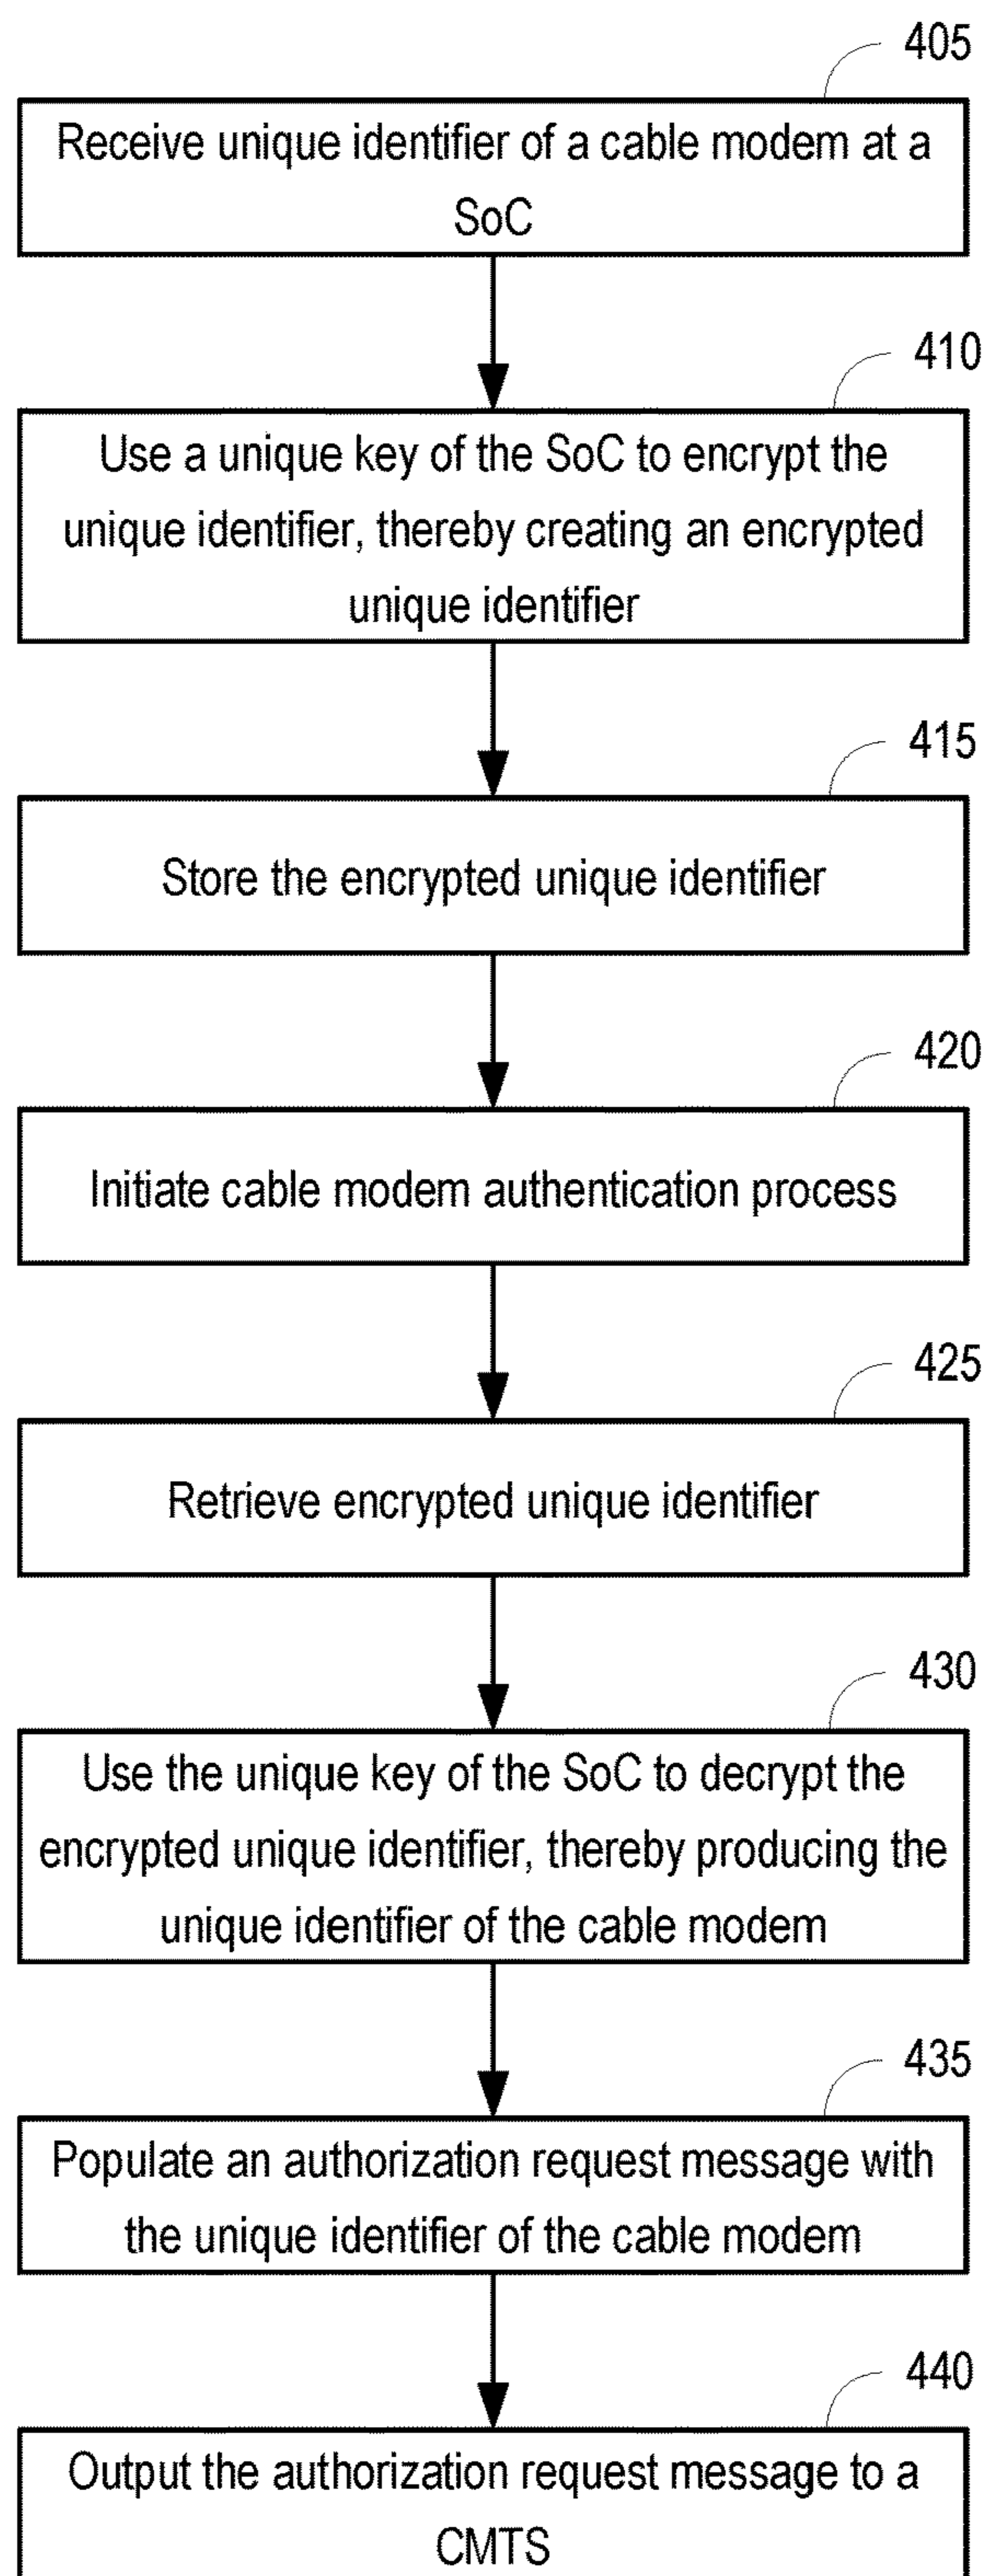 405
Receive unique identifier of a cable modem at a
SoC
410
Use a unique key of the SoC to encrypt the
unique identifier, thereby creating an encrypted
unique identifier
415
Store the encrypted unique identifier
420
Initiate cable modem authentication process
425
Retrieve encrypted unique identifier
430
Use the unique key of the SoC to decrypt the
encrypted unique identifier, thereby producing the
unique identifier of the cable modem
435
Populate an authorization request message with
the unique identifier of the cable modem
440
Output the authorization request message to a
CMTS